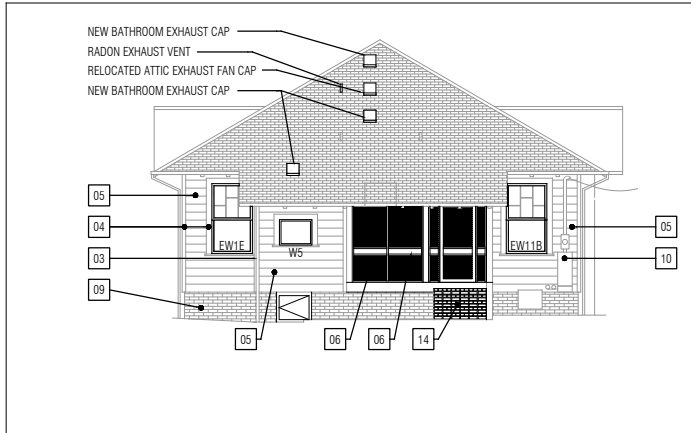 NEW BATHROOM EXHAUST CAP
RADON EXHAUST VENT
RELOCATED ATTIC EXHAUST FAN CAP
NEW BATHROOM EXHAUST CAP
05
04
03
09
EW1E
W5
EW11B
05
10
05
06
06
14